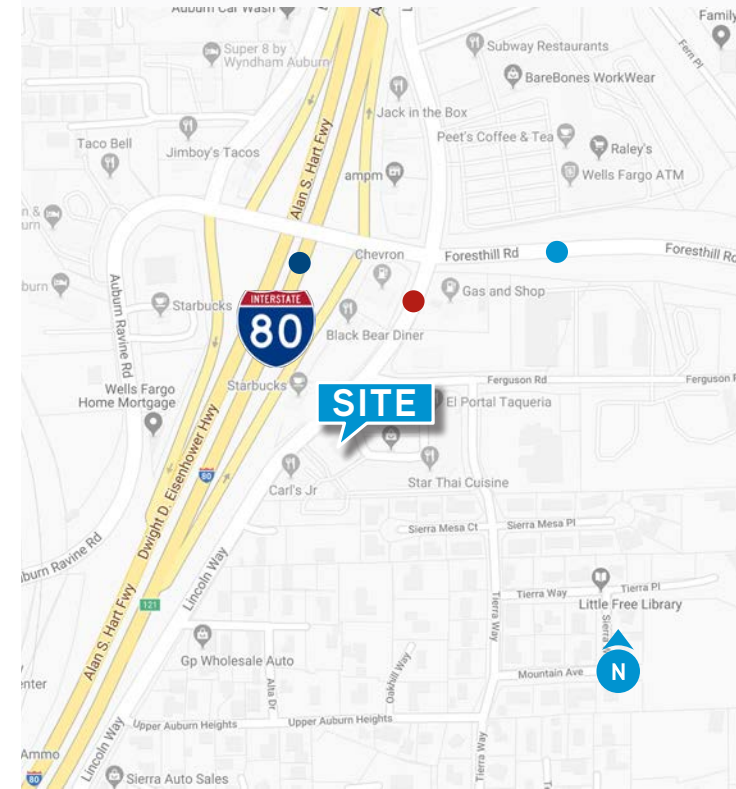 Auburn Car Wash
Family
Super 8 by
Wyndham Auburn
Subway Restaurants
Fern Pl
BareBones WorkWear
Jack in the Box
Taco Bell
Jimboy's Tacos
Alan S. Hart Fwy
Peet's Coffee & Tea
Raley's
ampm
Wells Fargo ATM
n &
urn
Chevron
Foresthill Rd
Foresthill Rd
burn
Auburn Ravine Rd
Starbucks
INTERSTATE
80
Gas and Shop
Black Bear Diner
Wells Fargo
Home Mortgage
Starbucks
Ferguson Rd
Ferguson R
SITE
El Portal Taqueria
Dwight D. Eisenhower Hwy
80
Carl's Jr
Star Thai Cuisine
Sierra Mesa Ct
Sierra Mesa Pl
burn Ravine Rd
Lincoln Way
121
Tierra Way
Tierra Pl
Little Free Library
Tierra Way
Alan S. Hart Fwy
Gp Wholesale Auto
Oakhill Way
N
Mountain Ave
enter
Alta Dr
Upper Auburn Heights
Upper Auburn Heights
Lincoln Way
Tierra Way
Ammo
80
Sierra Auto Sales